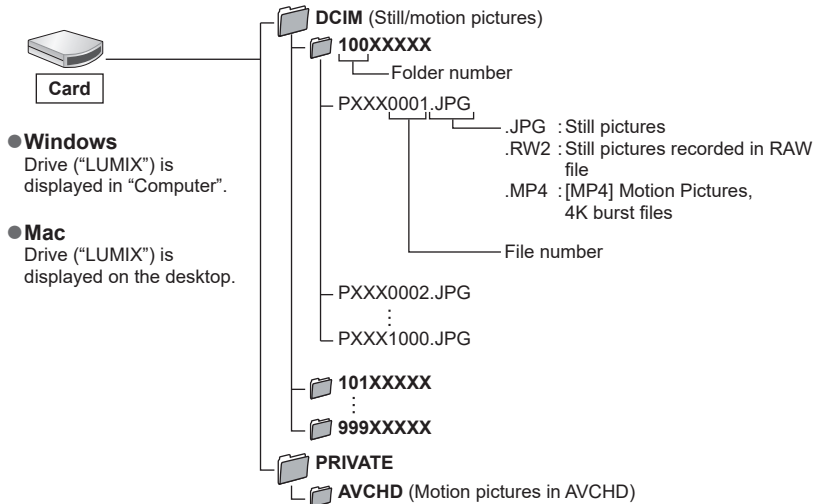 DCIM (Still/motion pictures)
100XXXXX
Folder number
Card
PXXX0001.JPG
.JPG : Still pictures
.RW2 : Still pictures recorded in RAW
file
.MP4 : [MP4] Motion Pictures,
4K burst files
File number
●Windows
Drive (“LUMIX”) is
displayed in “Computer”.
●Mac
Drive (“LUMIX”) is
displayed on the desktop.
PXXX0002.JPG
PXXX1000.JPG
101XXXXX
999XXXXX
PRIVATE
AVCHD (Motion pictures in AVCHD)